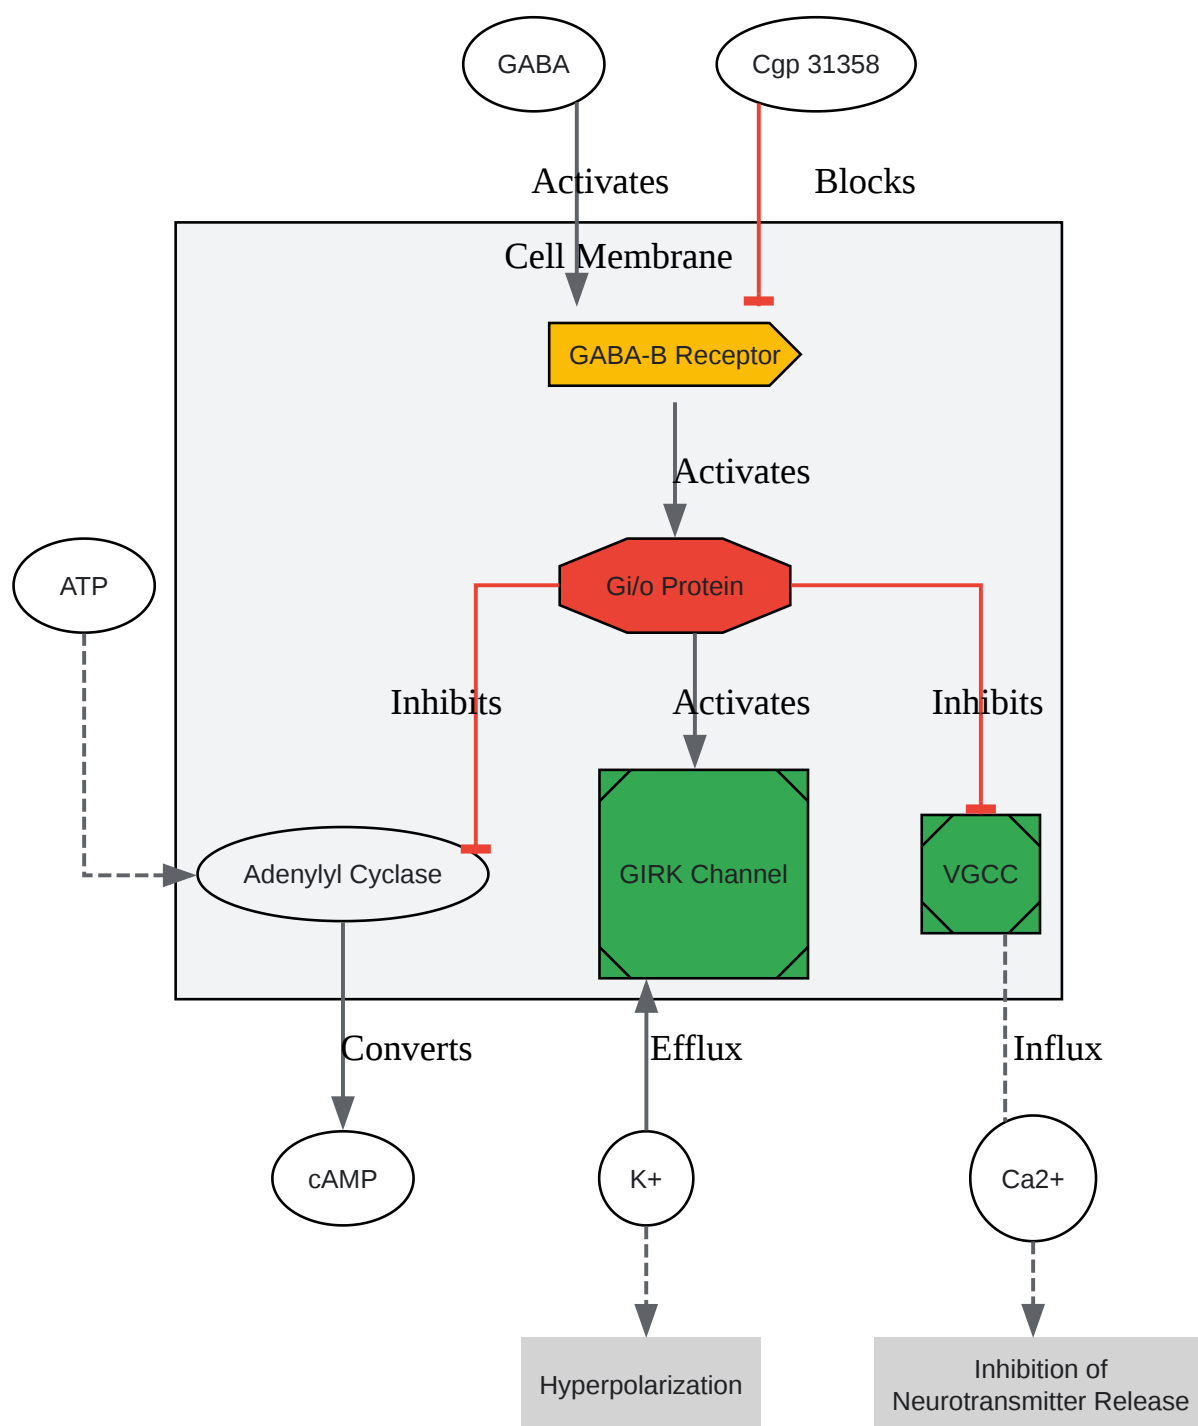 GABA
Cgp 31358
Activates
Blocks
Cell Membrane
GABA-B Receptor
Activates
ATP
Gi/o Protein
Inhibits
Activates
Inhibits
Adenylyl Cyclase
GIRK Channel
VGCC
Converts
Efflux
Influx
cAMP
K+
Ca2+
Hyperpolarization
Inhibition of
Neurotransmitter Release